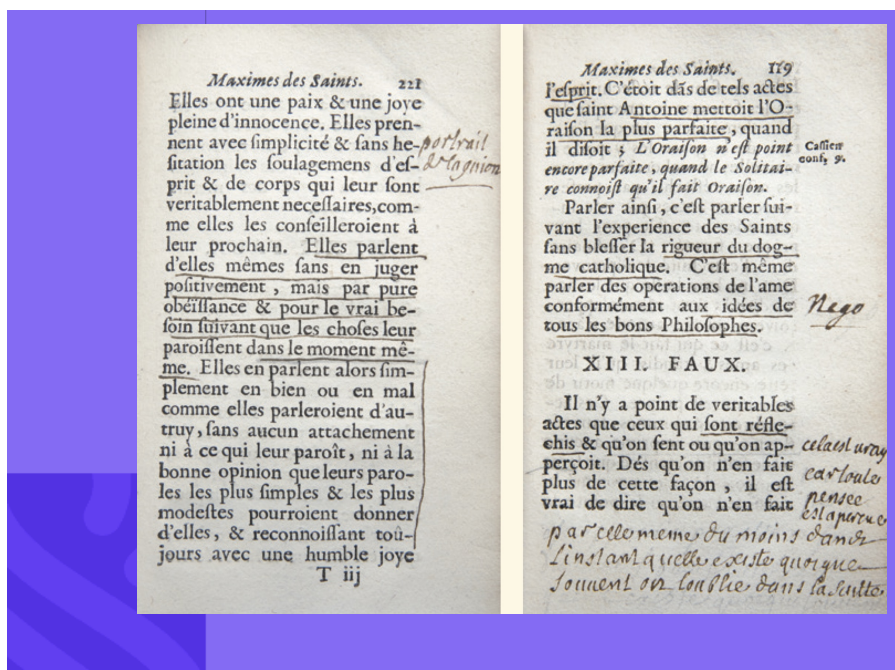 Maximes des Saints. 221
Elles ont une paix & une joye
pleine d'innocence. Elles pren-
nent avec ſimplicité & ſans he-
ſitation les ſoulagemens d'eſ-
prit & de corps qui leur ſont
veritablement neceſſaires, com-
me elles les conſeilleroient à
leur prochain. Elles parlent
d'elles mêmes ſans en juger
poſitivement, mais par pure
obéïſſance & pour le vrai be-
ſoin ſuivant que les choſes leur
paroiſſent dans le moment mê-
me. Elles en parlent alors ſim-
plement en bien ou en mal
comme elles parleroient d'au-
truy, ſans aucun attachement
ni à ce qui leur paroît, ni à la
bonne opinion que leurs paro-
les les plus ſimples & les plus
modeſtes pourroient donner
d'elles, & reconnoiſſant toû-
jours avec une humble joye
T iij
portrait
de la guion
Maximes des Saints. 119
l'eſprit. C'étoit dãs de tels actes
que ſaint Antoine mettoit l'O-
raiſon la plus parfaite, quand
il diſoit ; L'Oraiſon n'eſt point
encore parfaite, quand le Solitai-
re connoiſt qu'il fait Oraiſon.
Caſſien
conf. 9.
Parler ainſi, c'eſt parler ſui-
vant l'experience des Saints
ſans bleſſer la rigueur du dog-
me catholique. C'eſt même
parler des operations de l'ame
conformément aux idées de
tous les bons Philoſophes.
Nego
XIII. FAUX.
Il n'y a point de veritables
actes que ceux qui ſont réfle-
chis & qu'on ſent ou qu'on ap-
perçoit. Dés qu'on n'en fait
plus de cette façon, il eſt
vrai de dire qu'on n'en fait
cela est vray
car toute
pensee
est aperçue
par elle meme du moins dans
l'instant quelle existe quoique
souvent on loublie dans la suitte